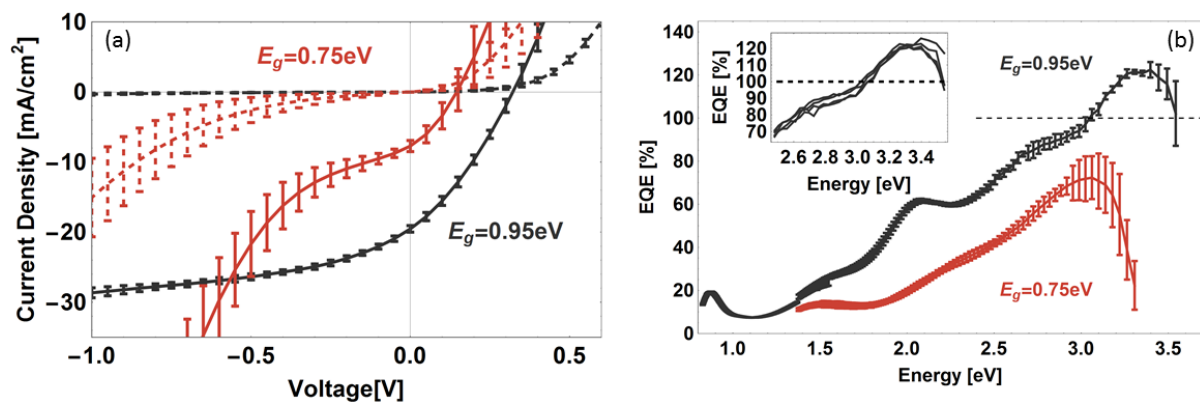 (a)
10
0
−10
−20
−30
Current Density [mA/cm²]
E_g=0.75eV
E_g=0.95eV
−1.0 −0.5 0.0 0.5
Voltage[V]
(b)
140
120
100
80
60
40
20
0
EQE [%]
E_g=0.95eV
E_g=0.75eV
1.0 1.5 2.0 2.5 3.0 3.5
Energy [eV]
130
120
110
100
90
80
70
EQE [%]
2.6 2.8 3.0 3.2 3.4
Energy [eV]